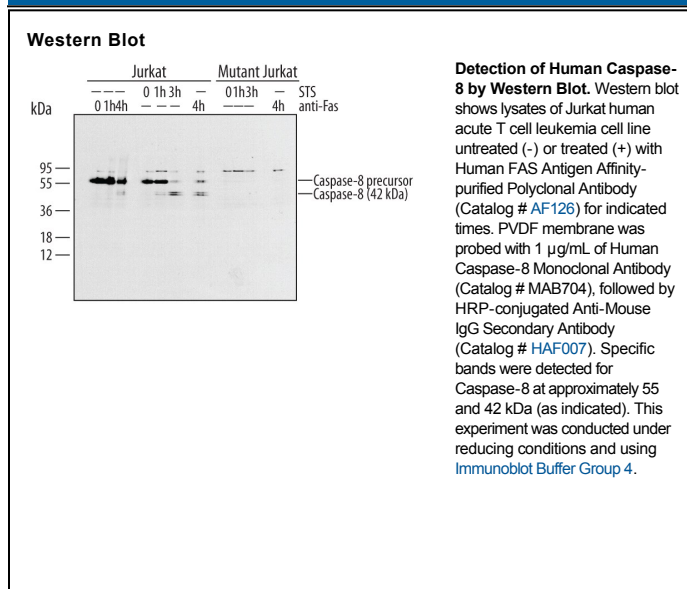 Western Blot
Jurkat Mutant Jurkat
– – – 0 1h 3h – 01h3h – STS
0 1h4h – – – 4h – – – 4h anti-Fas
kDa
95
55
36
18
12
Caspase-8 precursor
Caspase-8 (42 kDa)
Detection of Human Caspase-
8 by Western Blot. Western blot
shows lysates of Jurkat human
acute T cell leukemia cell line
untreated (-) or treated (+) with
Human FAS Antigen Affinity-
purified Polyclonal Antibody
(Catalog # AF126) for indicated
times. PVDF membrane was
probed with 1 µg/mL of Human
Caspase-8 Monoclonal Antibody
(Catalog # MAB704), followed by
HRP-conjugated Anti-Mouse
IgG Secondary Antibody
(Catalog # HAF007). Specific
bands were detected for
Caspase-8 at approximately 55
and 42 kDa (as indicated). This
experiment was conducted under
reducing conditions and using
Immunoblot Buffer Group 4.